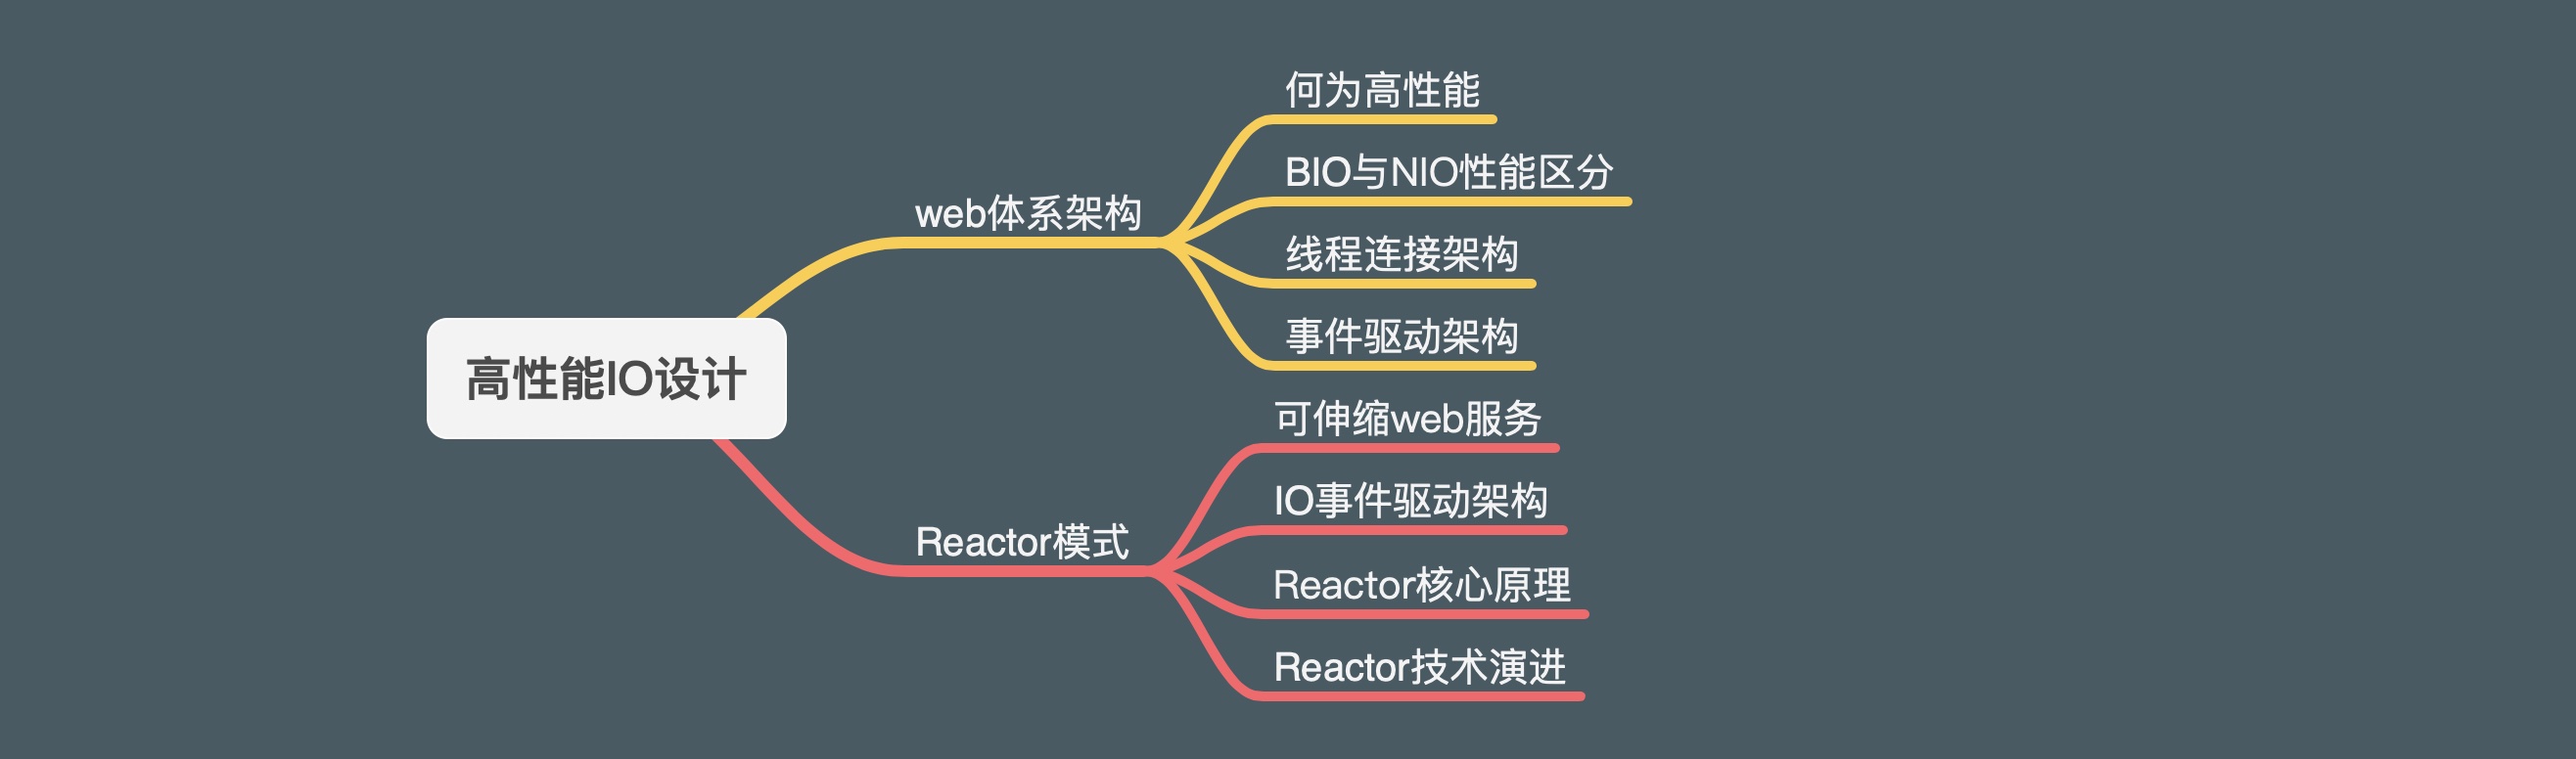 高性能IO设计
web体系架构
何为高性能
BIO与NIO性能区分
线程连接架构
事件驱动架构
Reactor模式
可伸缩web服务
IO事件驱动架构
Reactor核心原理
Reactor技术演进